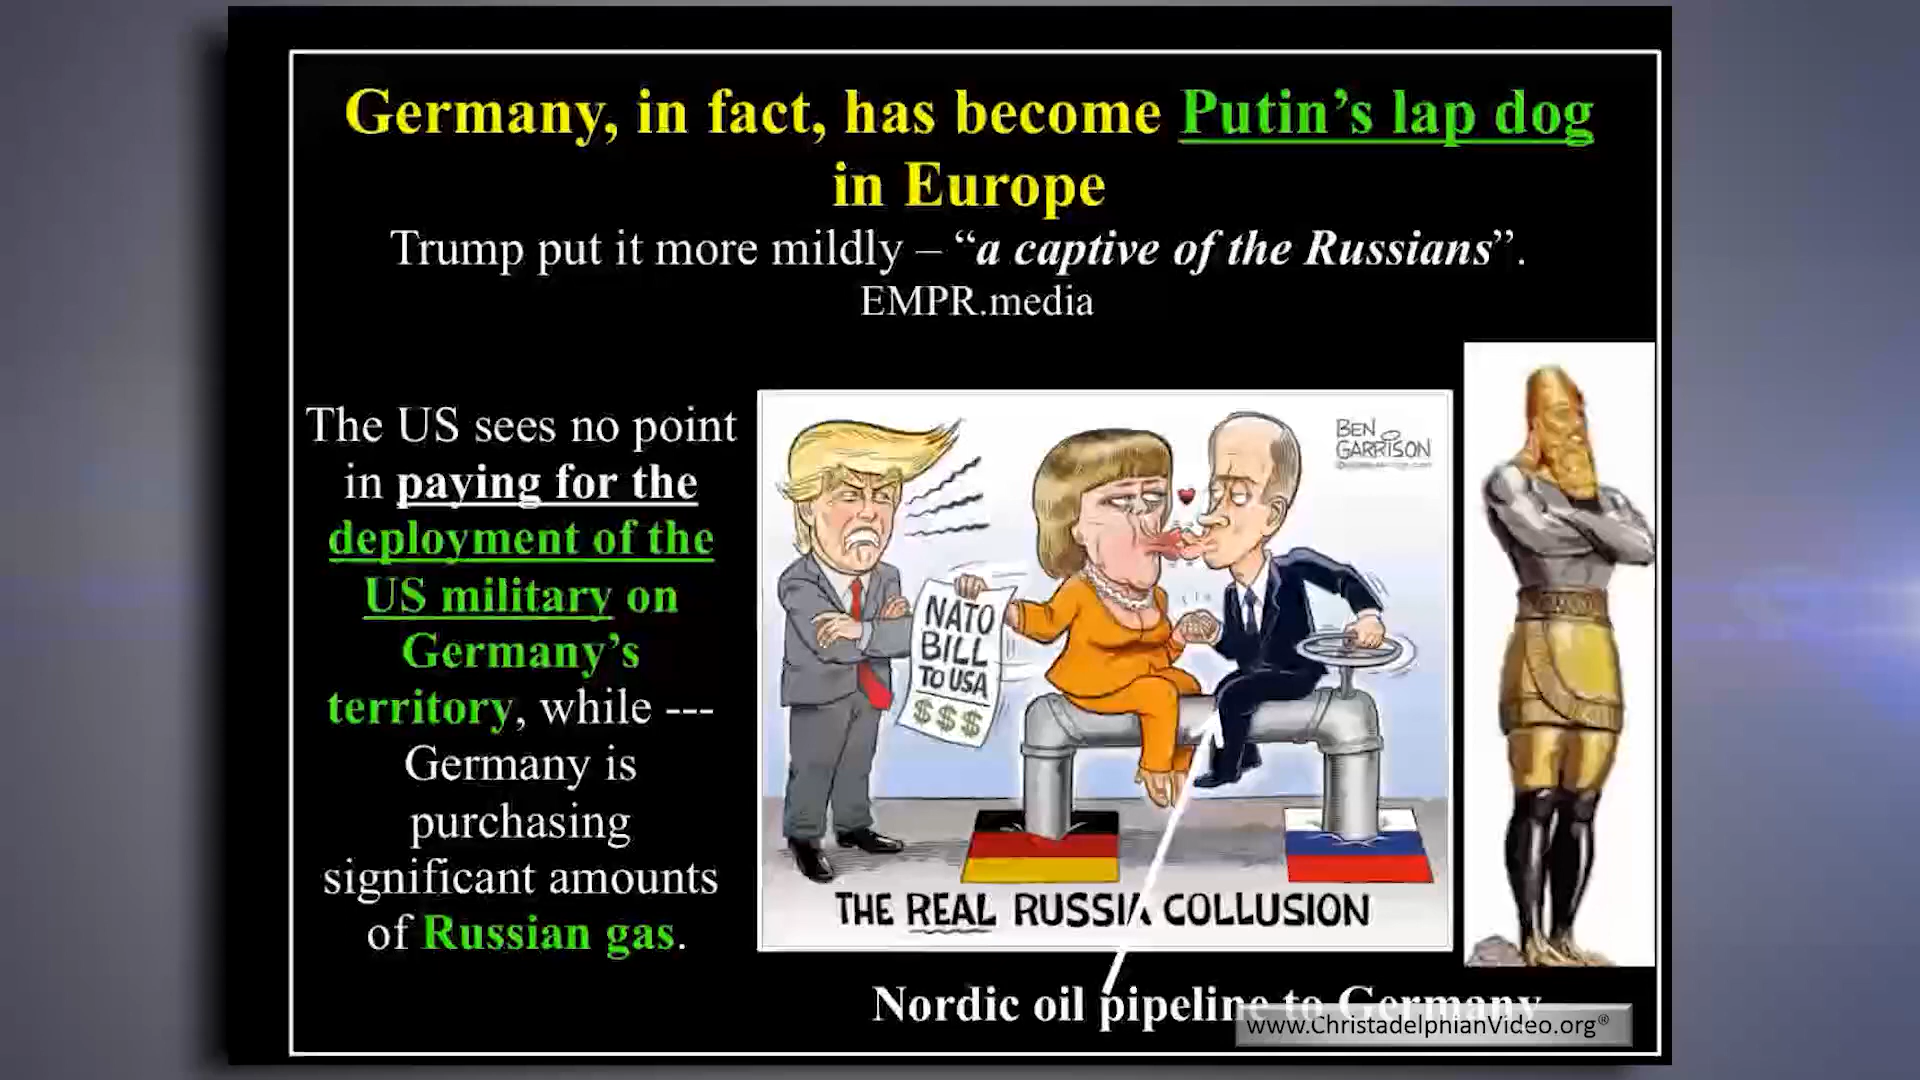 Germany, in fact, has become Putin’s lap dog
in Europe
Trump put it more mildly – “a captive of the Russians”.
EMPR.media
The US sees no point
in paying for the
deployment of the
US military on
Germany’s
territory, while ---
Germany is
purchasing
significant amounts
of Russian gas.
BEN
GARRISON
NATO
BILL
TO USA
$$$
THE REAL RUSSIA COLLUSION
Nordic oil pipeline to Germany
www.ChristadelphianVideo.org®